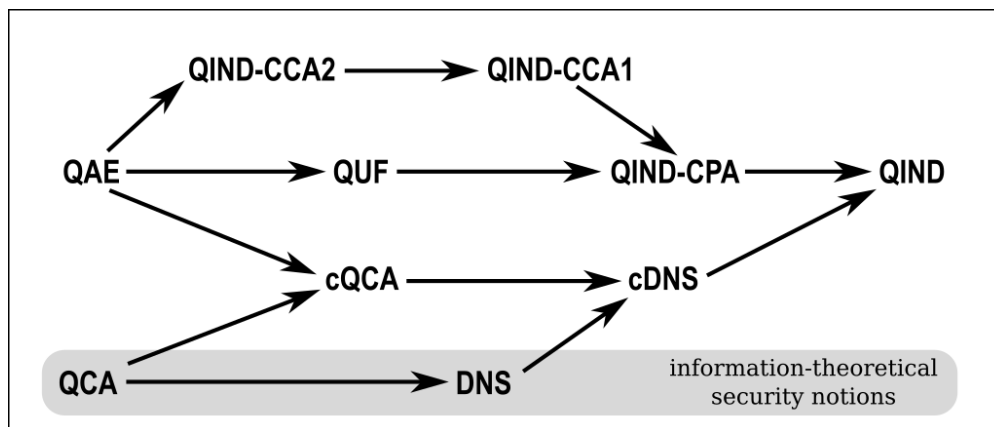 QIND-CCA2
QIND-CCA1
QAE
QUF
QIND-CPA
QIND
cQCA
cDNS
QCA
DNS
information-theoretical
security notions